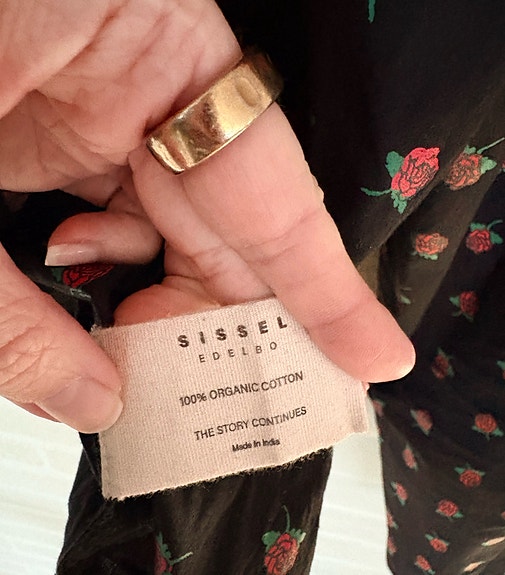 SISSEL
EDELBO
100% ORGANIC COTTON
THE STORY CONTINUES
Made in India